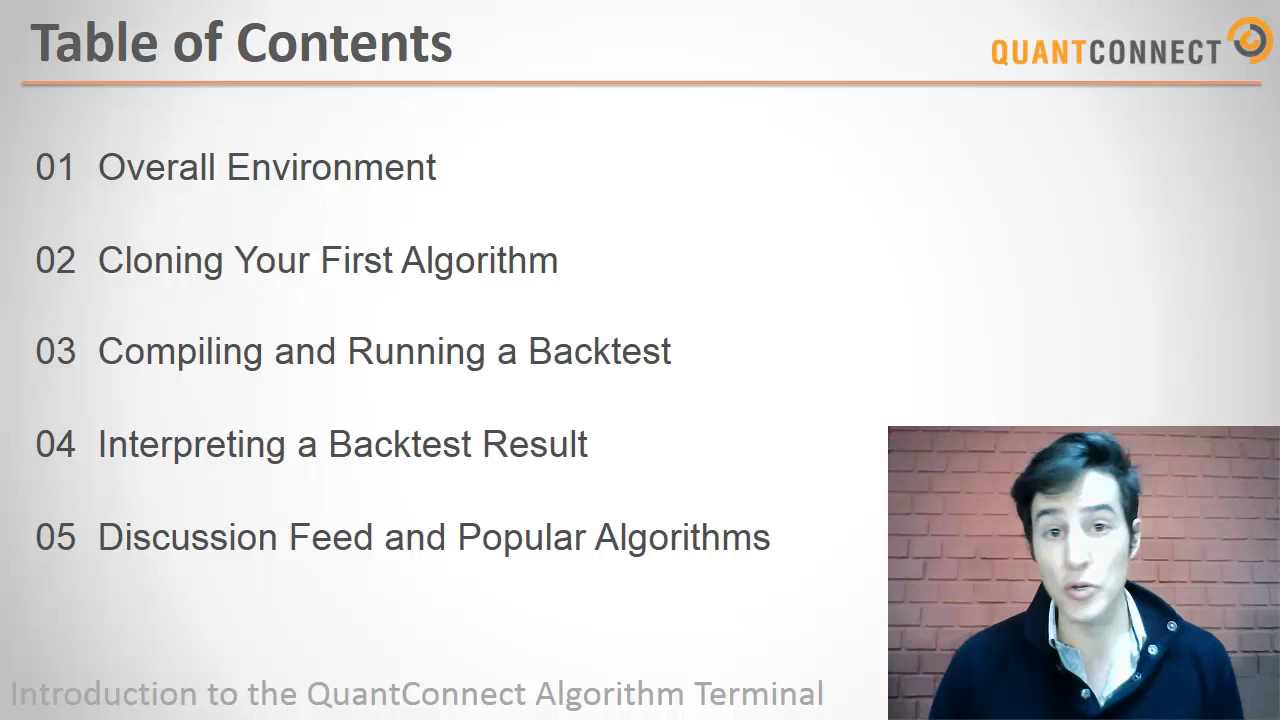 Table of Contents
QUANTCONNECT
01 Overall Environment
02 Cloning Your First Algorithm
03 Compiling and Running a Backtest
04 Interpreting a Backtest Result
05 Discussion Feed and Popular Algorithms
Introduction to the QuantConnect Algorithm Terminal